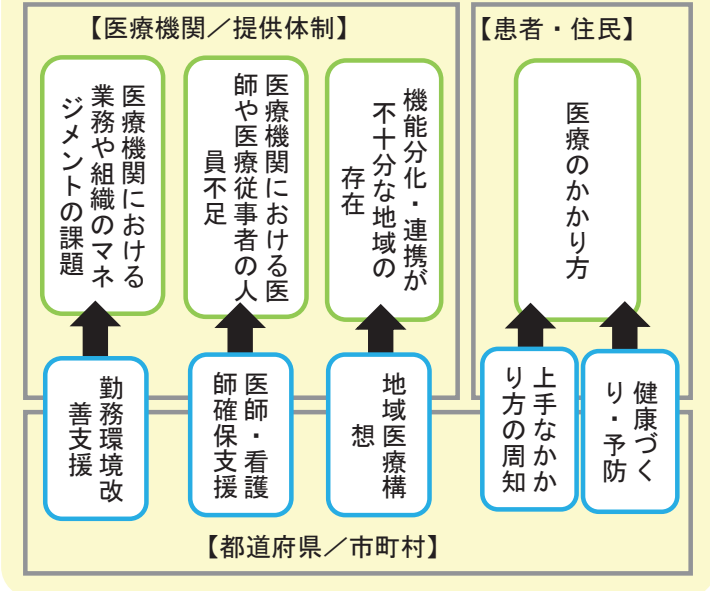 【医療機関／提供体制】
【患者・住民】
医療機関における
業務や組織のマネ
ジメントの課題
医療機関における医
師や医療従事者の人
員不足
機能分化・連携が
不十分な地域の
存在
医療のかかり方
勤務環境改
善支援
医師・看護
師確保支援
地域医療構
想
上手なかか
り方の周知
健康づく
り・予防
【都道府県／市町村】